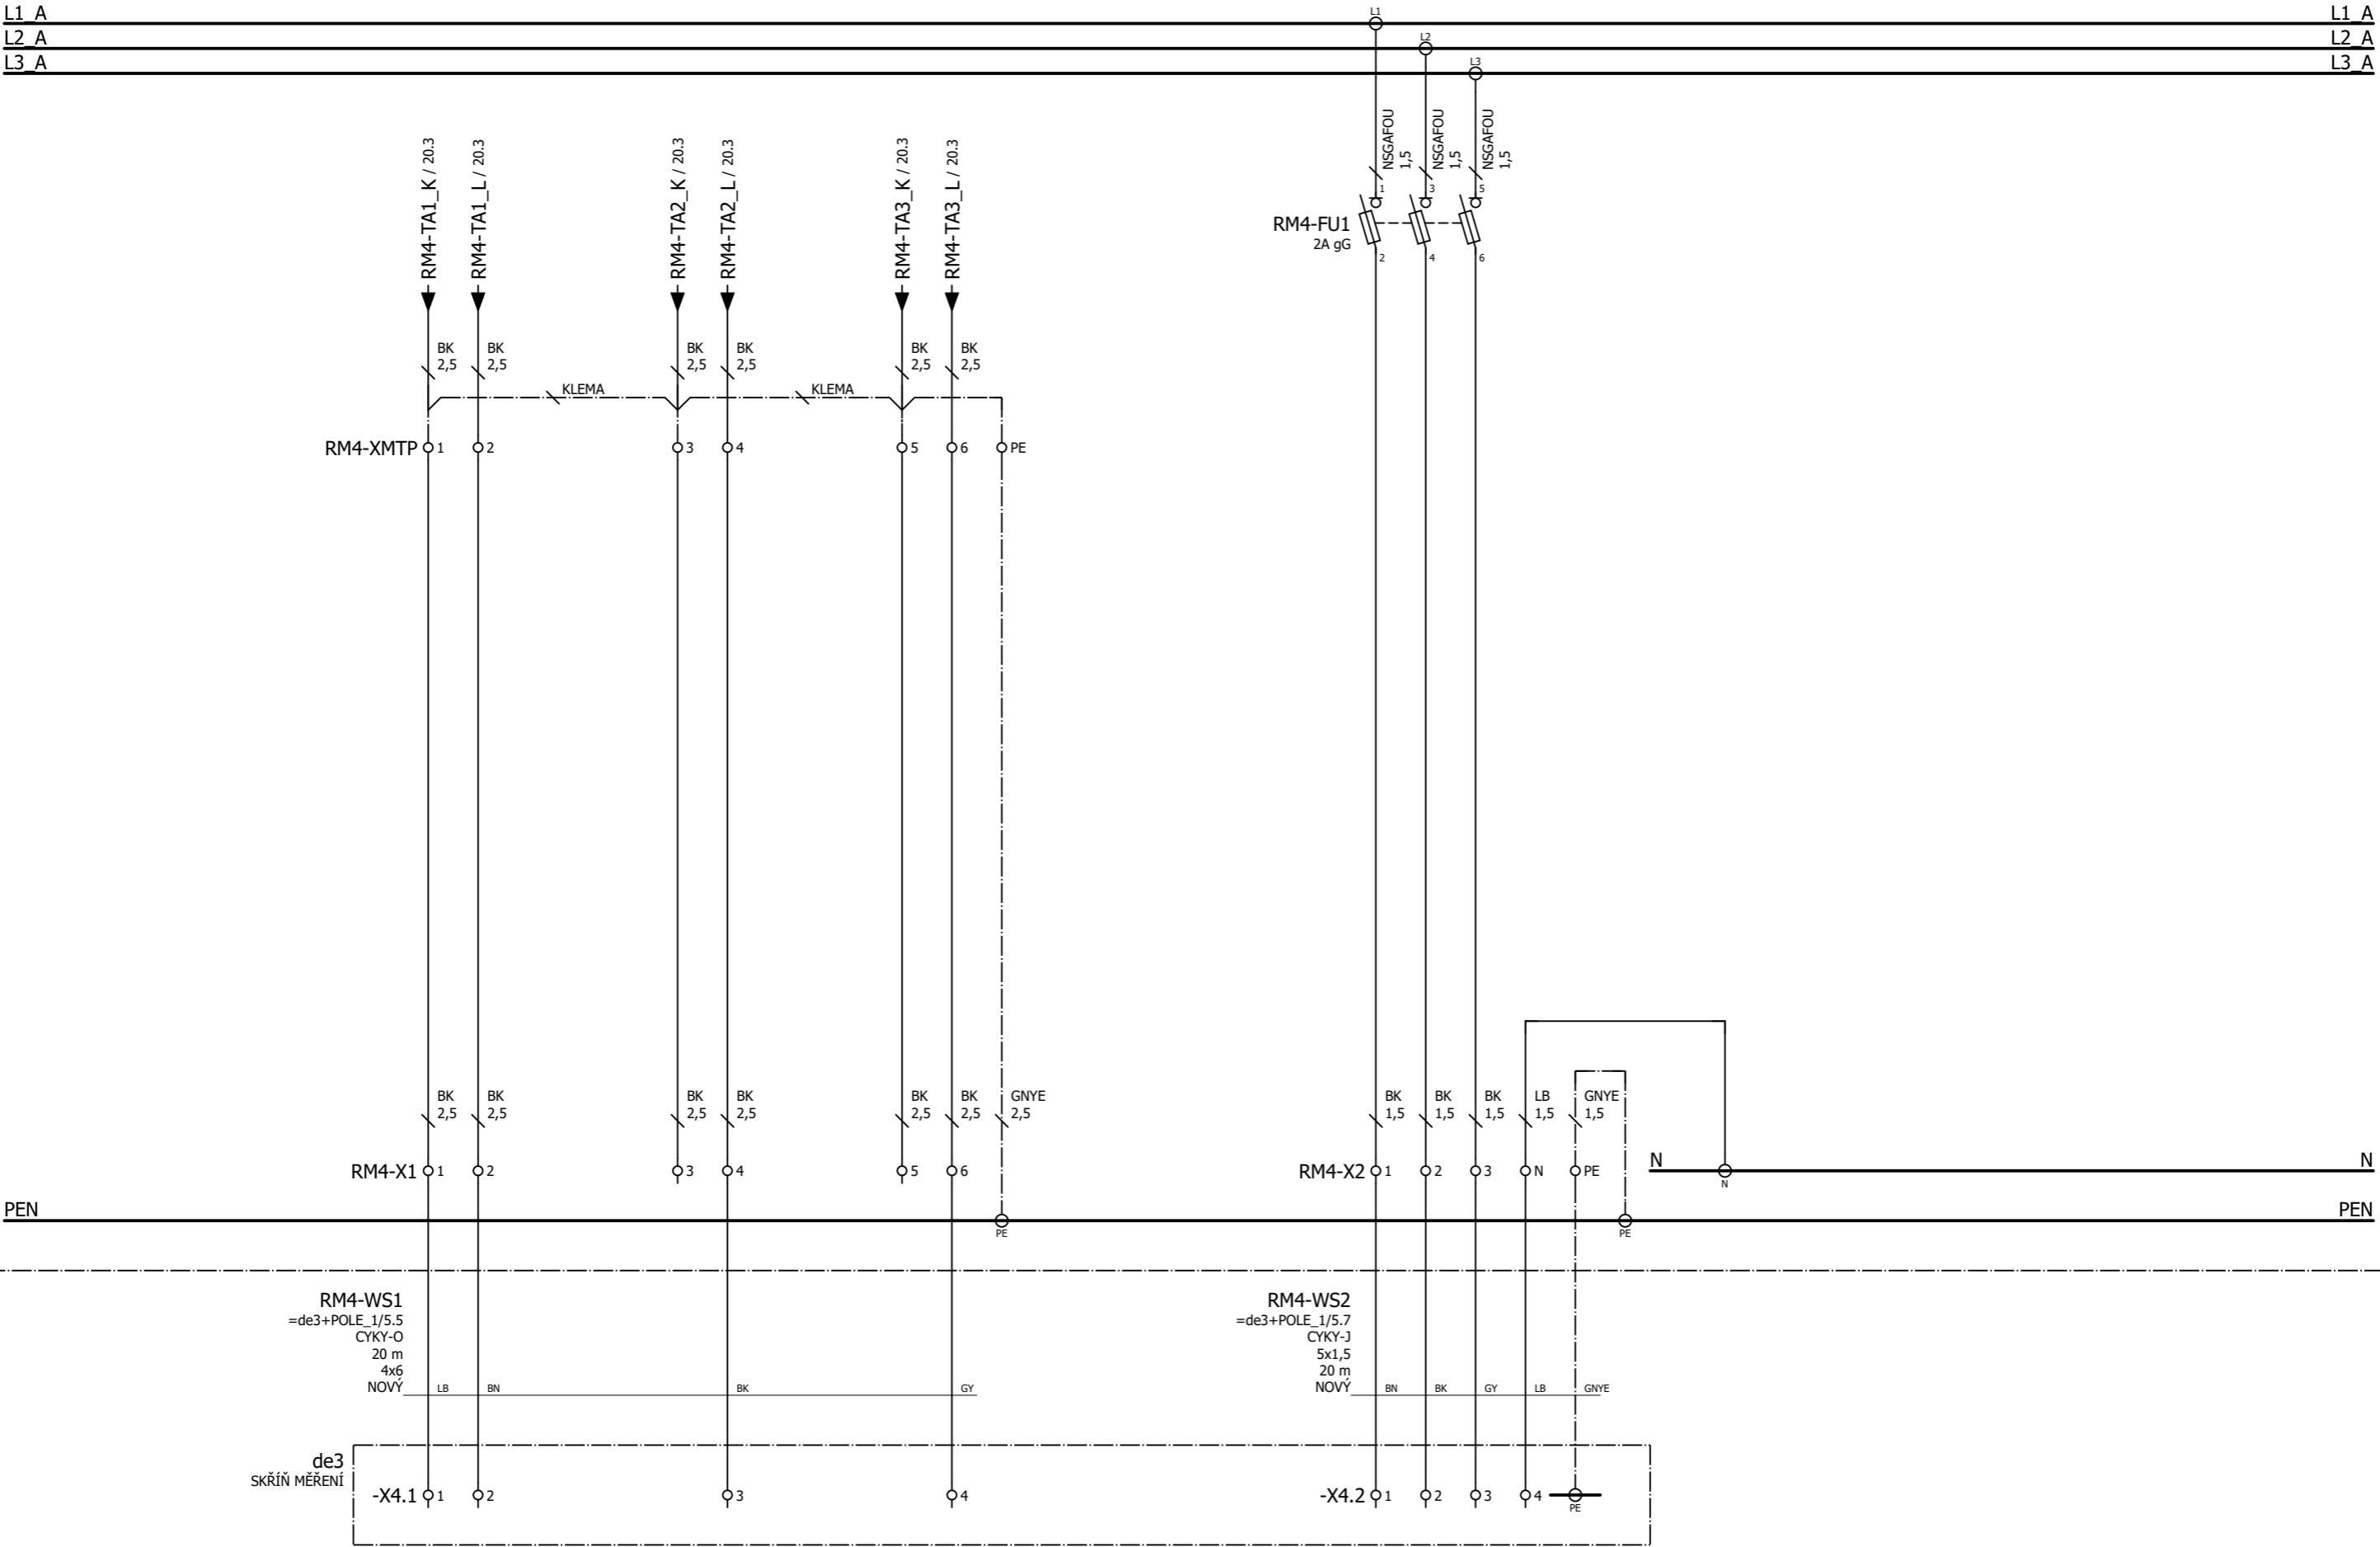 L1_A
L1
L1_A
L2_A
L2
L2_A
L3_A
L3
L3_A
RM4-TA1_K / 20.3
RM4-TA1_L / 20.3
RM4-TA2_K / 20.3
RM4-TA2_L / 20.3
RM4-TA3_K / 20.3
RM4-TA3_L / 20.3
NSGAFOU
1,5
NSGAFOU
1,5
NSGAFOU
1,5
1
3
5
RM4-FU1
2A gG
2
4
6
BK
2,5
BK
2,5
BK
2,5
BK
2,5
BK
2,5
BK
2,5
KLEMA
KLEMA
RM4-XMTP
1
2
3
4
5
6
PE
BK
2,5
BK
2,5
BK
2,5
BK
2,5
BK
2,5
BK
2,5
GNYE
2,5
BK
1,5
BK
1,5
BK
1,5
LB
1,5
GNYE
1,5
RM4-X1
1
2
3
4
5
6
RM4-X2
1
2
3
N
PE
N
N
N
PEN
PE
PE
PEN
RM4-WS1
=de3+POLE_1/5.5
CYKY-O
20 m
4x6
NOVÝ
LB
BN
BK
GY
RM4-WS2
=de3+POLE_1/5.7
CYKY-J
5x1,5
20 m
NOVÝ
BN
BK
GY
LB
GNYE
de3
SKŘÍŇ MĚŘENÍ
-X4.1
1
2
3
4
-X4.2
1
2
3
4
PE